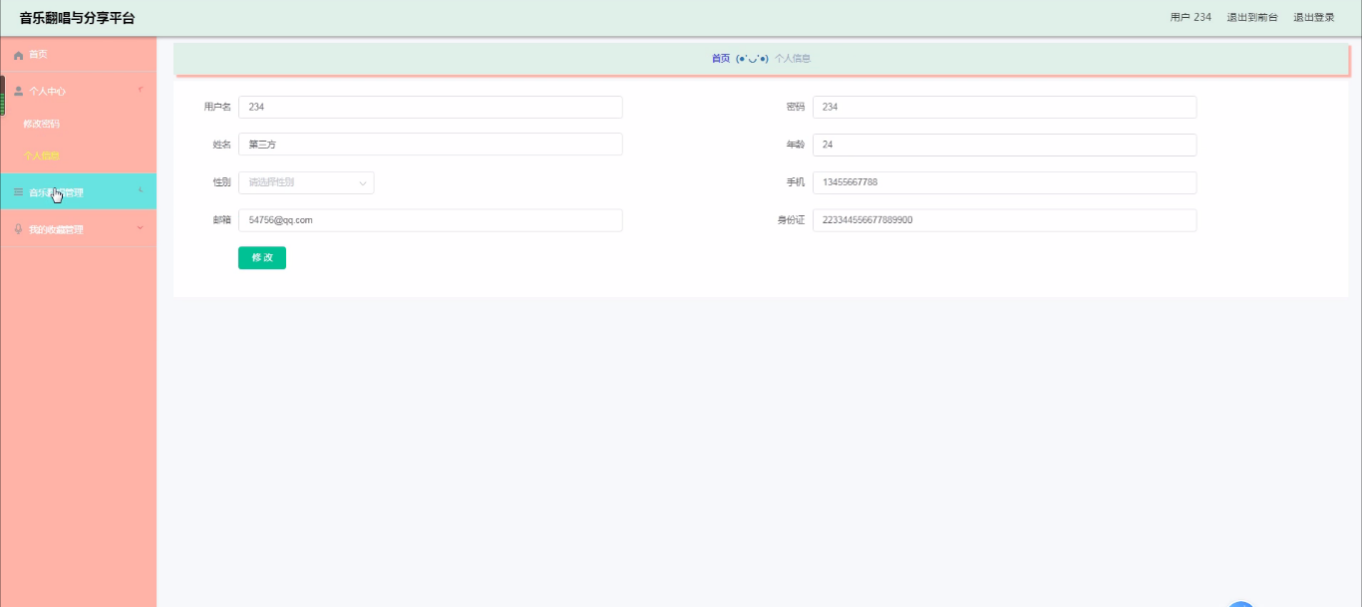 音乐翻唱与分享平台
用户 234 退出到前台 退出登录
首页
个人中心
修改密码
个人信息
我的收藏管理
首页 (●'◡'●) 个人信息
用户名 234
密码 234
姓名 第三方
年龄 24
性别 请选择性别
手机 13455667788
邮箱 54756@qq.com
身份证 223344556677889900
修 改